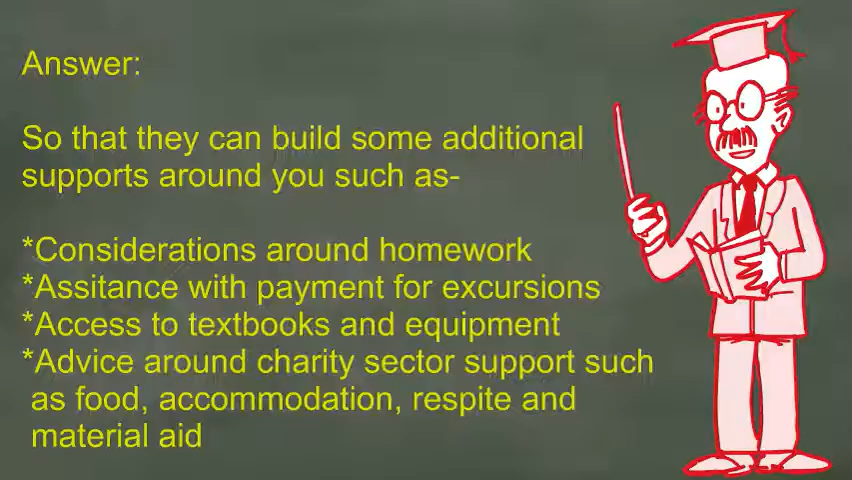 Answer:
So that they can build some additional
supports around you such as-
*Considerations around homework
*Assitance with payment for excursions
*Access to textbooks and equipment
*Advice around charity sector support such
as food, accommodation, respite and
material aid